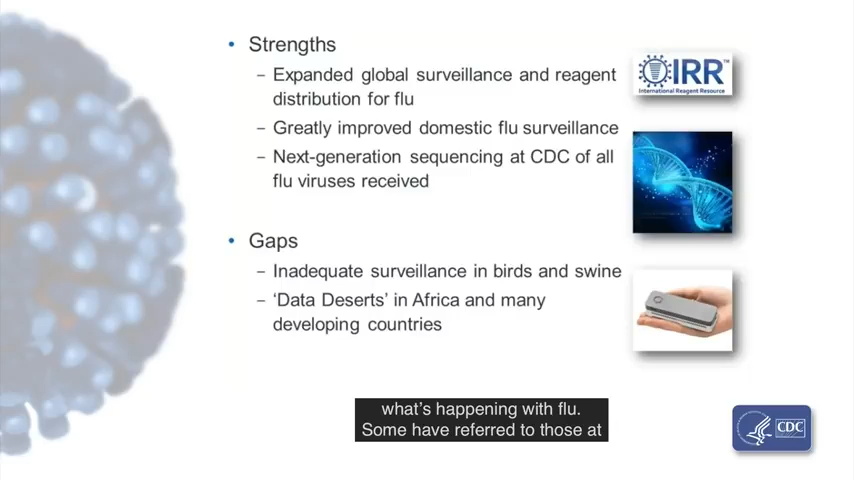 • Strengths
– Expanded global surveillance and reagent
distribution for flu
– Greatly improved domestic flu surveillance
– Next-generation sequencing at CDC of all
flu viruses received
IRR™
International Reagent Resource
• Gaps
– Inadequate surveillance in birds and swine
– ‘Data Deserts’ in Africa and many
developing countries
what’s happening with flu.
Some have referred to those at
CDC